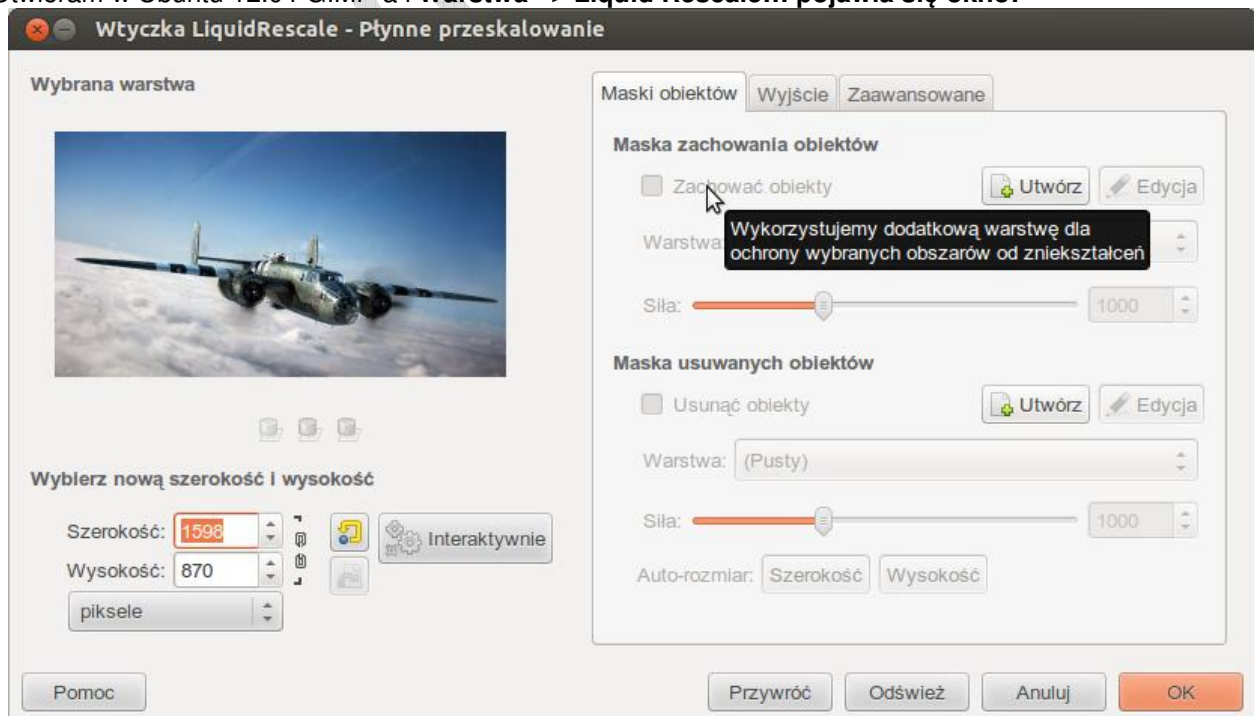 Wtyczka LiquidRescale - Płynne przeskalowanie
Wybrana warstwa
Maski obiektów Wyjście Zaawansowane
Maska zachowania obiektów
Zachować obiekty Utwórz Edycja
Wykorzystujemy dodatkową warstwę dla
ochrony wybranych obszarów od zniekształceń
Warstwa
Siła: 1000
Maska usuwanych obiektów
Usunąć obiekty Utwórz Edycja
Warstwa: (Pusty)
Siła: 1000
Auto-rozmiar: Szerokość Wysokość
Wybierz nową szerokość i wysokość
Szerokość: 1598
Interaktywnie
Wysokość: 870
piksele
Pomoc Przywróć Odśwież Anuluj OK